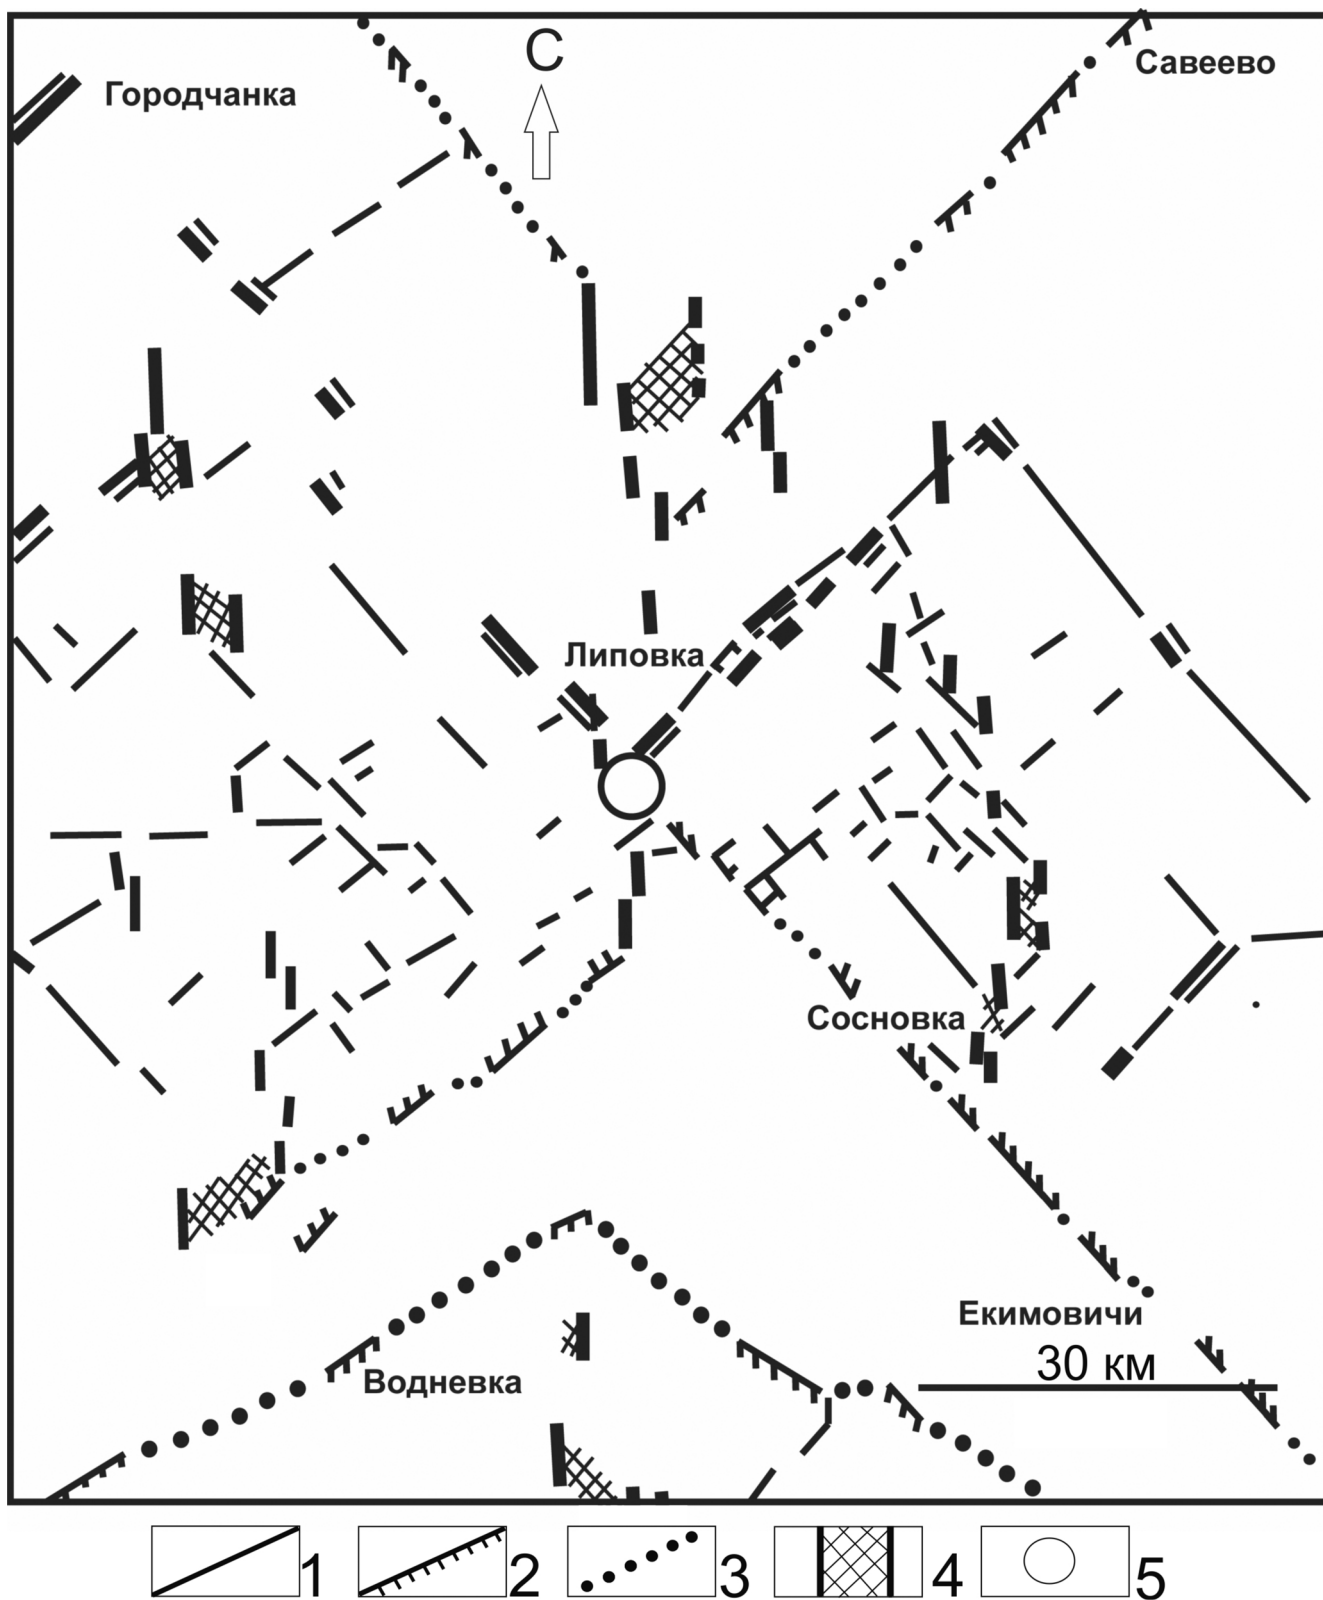 С
Савеево
Городчанка
Липовка
Сосновка
Екимовичи
30 км
Водневка
1
2
3
4
5